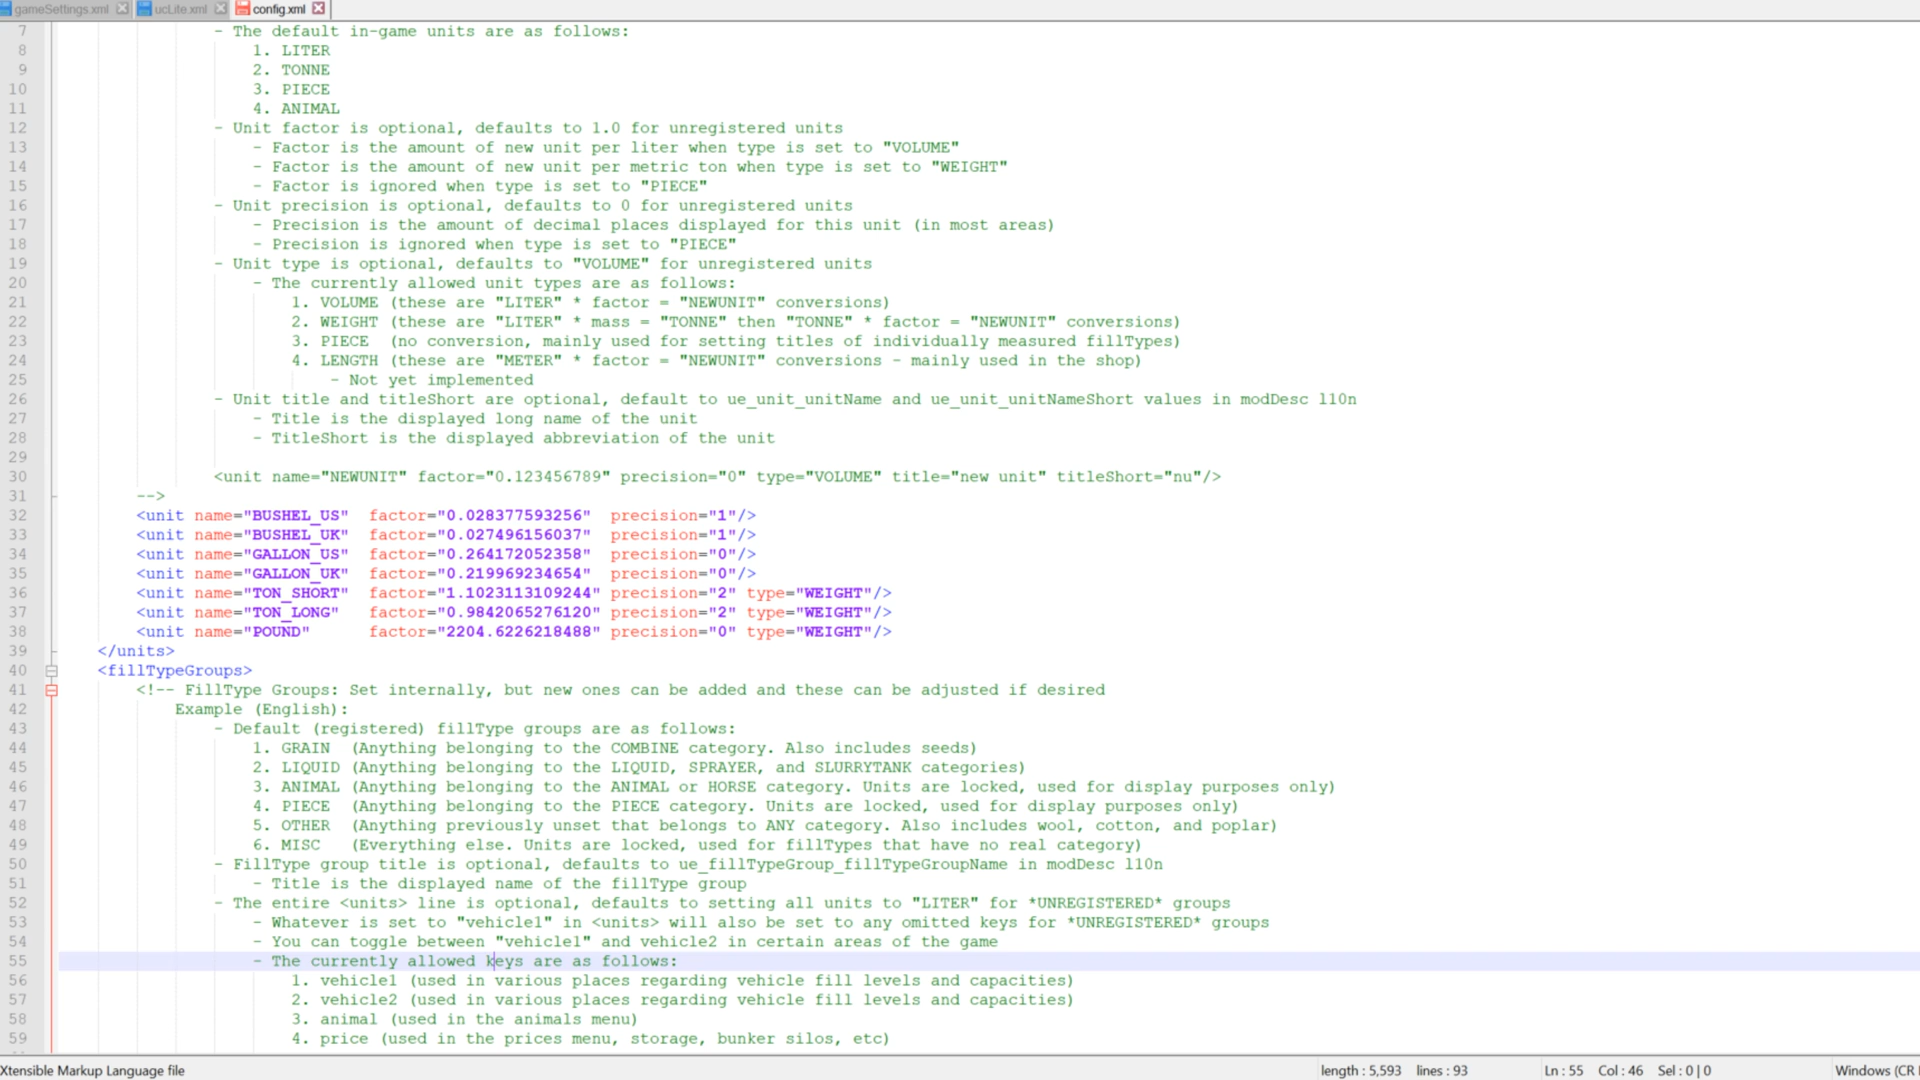 gameSettings.xml ucLite.xml config.xml
7 - The default in-game units are as follows:
8 1. LITER
9 2. TONNE
10 3. PIECE
11 4. ANIMAL
12 - Unit factor is optional, defaults to 1.0 for unregistered units
13 - Factor is the amount of new unit per liter when type is set to "VOLUME"
14 - Factor is the amount of new unit per metric ton when type is set to "WEIGHT"
15 - Factor is ignored when type is set to "PIECE"
16 - Unit precision is optional, defaults to 0 for unregistered units
17 - Precision is the amount of decimal places displayed for this unit (in most areas)
18 - Precision is ignored when type is set to "PIECE"
19 - Unit type is optional, defaults to "VOLUME" for unregistered units
20 - The currently allowed unit types are as follows:
21 1. VOLUME (these are "LITER" * factor = "NEWUNIT" conversions)
22 2. WEIGHT (these are "LITER" * mass = "TONNE" then "TONNE" * factor = "NEWUNIT" conversions)
23 3. PIECE (no conversion, mainly used for setting titles of individually measured fillTypes)
24 4. LENGTH (these are "METER" * factor = "NEWUNIT" conversions - mainly used in the shop)
25 - Not yet implemented
26 - Unit title and titleShort are optional, default to ue_unit_unitName and ue_unit_unitNameShort values in modDesc l10n
27 - Title is the displayed long name of the unit
28 - TitleShort is the displayed abbreviation of the unit
29
30 <unit name="NEWUNIT" factor="0.123456789" precision="0" type="VOLUME" title="new unit" titleShort="nu"/>
31 -->
32 <unit name="BUSHEL_US" factor="0.028377593256" precision="1"/>
33 <unit name="BUSHEL_UK" factor="0.027496156037" precision="1"/>
34 <unit name="GALLON_US" factor="0.264172052358" precision="0"/>
35 <unit name="GALLON_UK" factor="0.219969234654" precision="0"/>
36 <unit name="TON_SHORT" factor="1.1023113109244" precision="2" type="WEIGHT"/>
37 <unit name="TON_LONG" factor="0.9842065276120" precision="2" type="WEIGHT"/>
38 <unit name="POUND" factor="2204.6226218488" precision="0" type="WEIGHT"/>
39 </units>
40 <fillTypeGroups>
41 <!-- FillType Groups: Set internally, but new ones can be added and these can be adjusted if desired
42 Example (English):
43 - Default (registered) fillType groups are as follows:
44 1. GRAIN (Anything belonging to the COMBINE category. Also includes seeds)
45 2. LIQUID (Anything belonging to the LIQUID, SPRAYER, and SLURRYTANK categories)
46 3. ANIMAL (Anything belonging to the ANIMAL or HORSE category. Units are locked, used for display purposes only)
47 4. PIECE (Anything belonging to the PIECE category. Units are locked, used for display purposes only)
48 5. OTHER (Anything previously unset that belongs to ANY category. Also includes wool, cotton, and poplar)
49 6. MISC (Everything else. Units are locked, used for fillTypes that have no real category)
50 - FillType group title is optional, defaults to ue_fillTypeGroup_fillTypeGroupName in modDesc l10n
51 - Title is the displayed name of the fillType group
52 - The entire <units> line is optional, defaults to setting all units to "LITER" for *UNREGISTERED* groups
53 - Whatever is set to "vehicle1" in <units> will also be set to any omitted keys for *UNREGISTERED* groups
54 - You can toggle between "vehicle1" and vehicle2 in certain areas of the game
55 - The currently allowed keys are as follows:
56 1. vehicle1 (used in various places regarding vehicle fill levels and capacities)
57 2. vehicle2 (used in various places regarding vehicle fill levels and capacities)
58 3. animal (used in the animals menu)
59 4. price (used in the prices menu, storage, bunker silos, etc)
Xtensible Markup Language file length : 5,593 lines : 93 Ln : 55 Col : 46 Sel : 0 | 0 Windows (CR